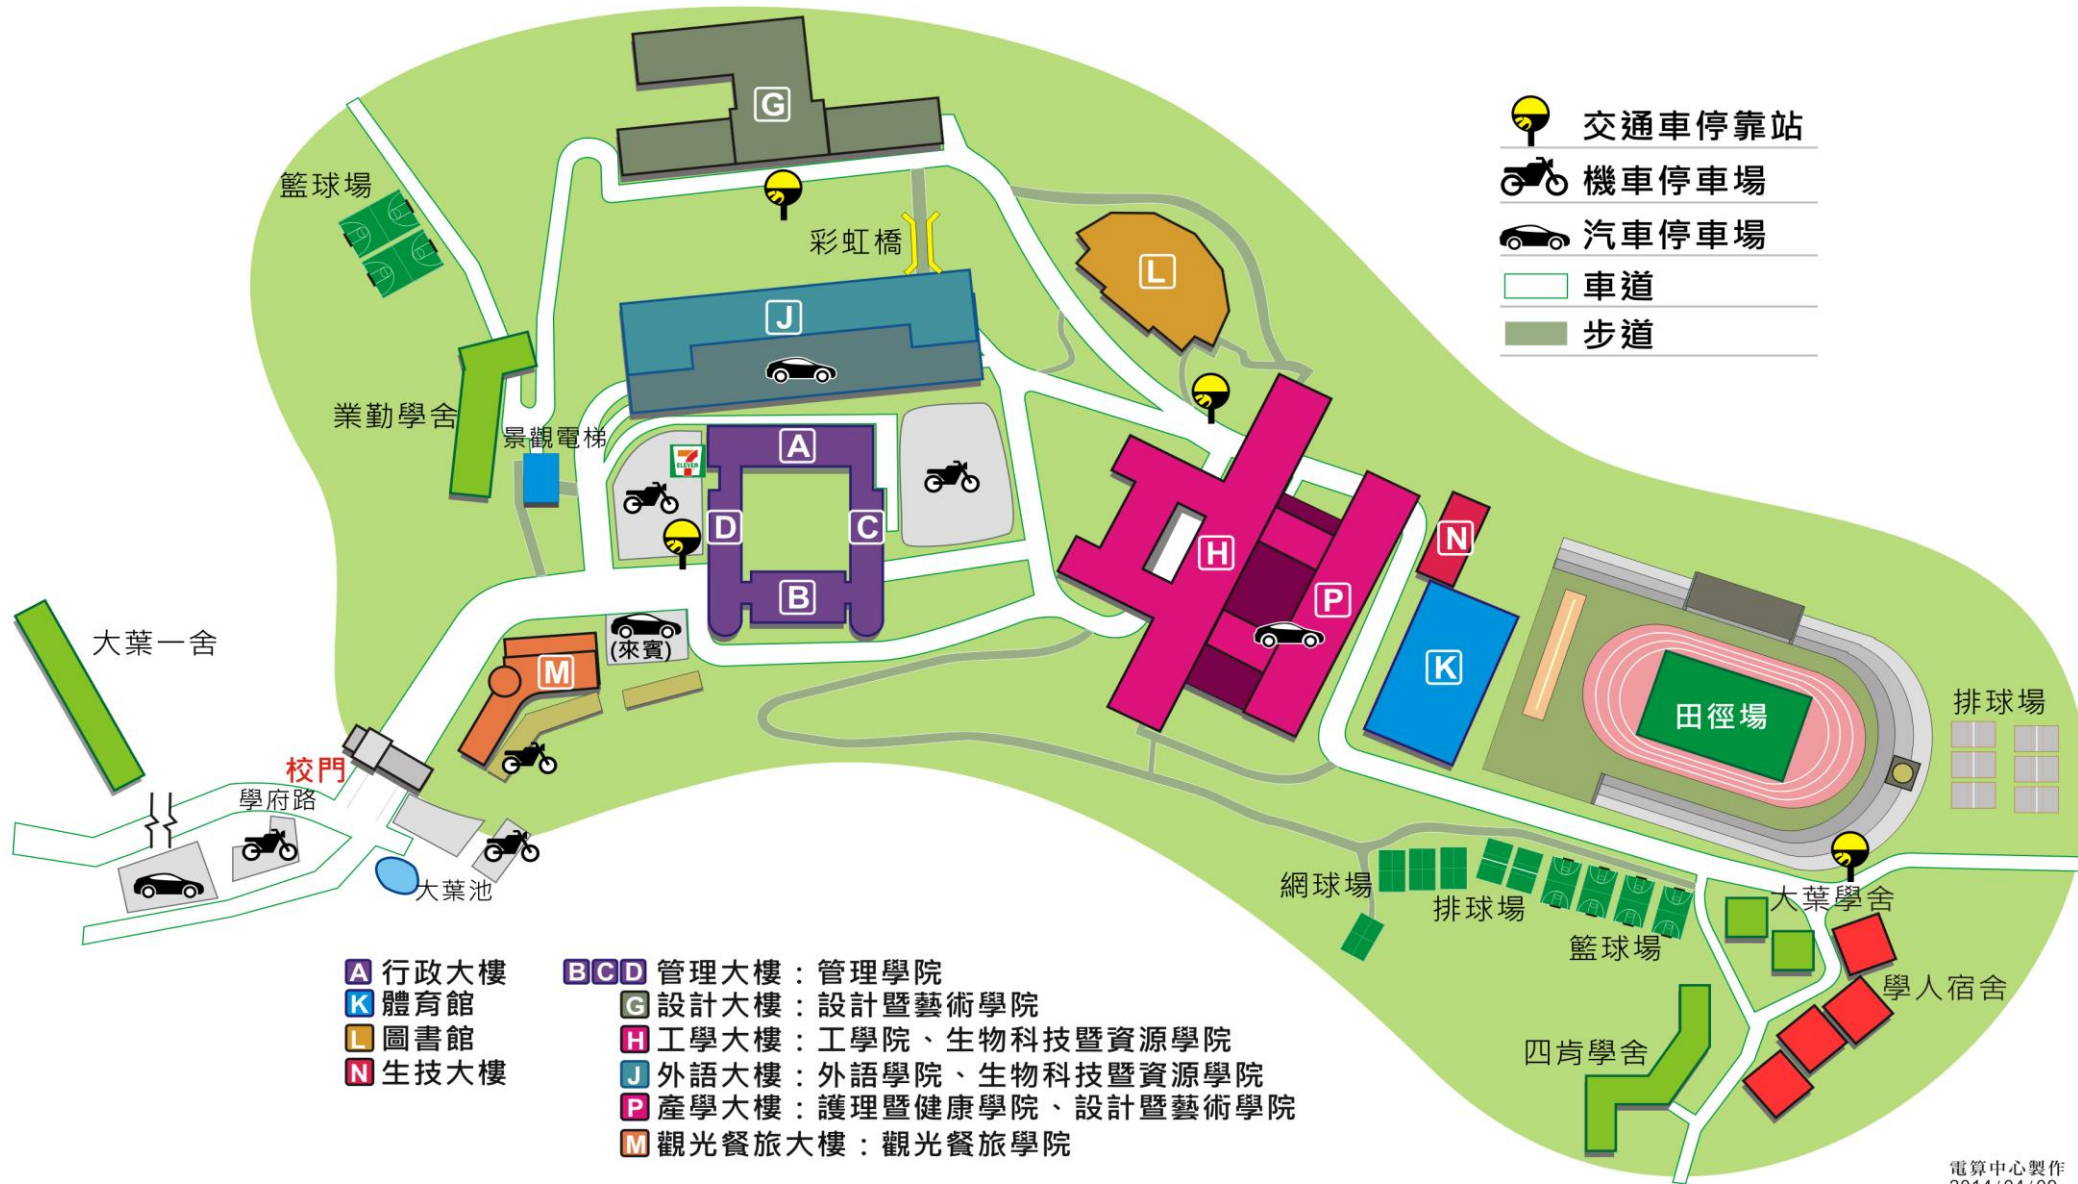 G
交通車停靠站
機車停車場
汽車停車場
車道
步道
籃球場
彩虹橋
L
J
業勤學舍
景觀電梯
A
7
ELEVEN
D
C
B
H
N
P
K
(來賓)
M
大葉一舍
田徑場
排球場
校門
學府路
大葉池
網球場
排球場
籃球場
大葉學舍
學人宿舍
四肯學舍
A 行政大樓
K 體育館
L 圖書館
N 生技大樓
BCD 管理大樓：管理學院
G 設計大樓：設計暨藝術學院
H 工學大樓：工學院、生物科技暨資源學院
J 外語大樓：外語學院、生物科技暨資源學院
P 產學大樓：護理暨健康學院、設計暨藝術學院
M 觀光餐旅大樓：觀光餐旅學院
電算中心製作